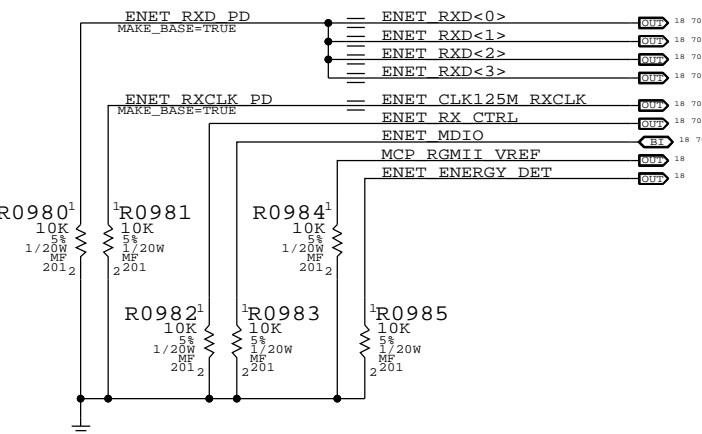 ENET_RXD_PD ENET_RXD<0> OUT 18 70
MAKE_BASE=TRUE
ENET_RXD<1> OUT 18 70
ENET_RXD<2> OUT 18 70
ENET_RXD<3> OUT 18 70
ENET_RXCLK_PD ENET_CLK125M_RXCLK OUT 18 70
MAKE_BASE=TRUE
ENET_RX_CTRL OUT 18 70
ENET_MDIO BI 18
MCP_RGMII_VREF OUT 18
ENET_ENERGY_DET OUT 18
R0980 1
10K
5%
1/20W
MF
201 2
1 R0981
10K
5%
1/20W
MF
2 201
R0984 1
10K
5%
1/20W
MF
201 2
R0982 1
10K
5%
1/20W
MF
201 2
1 R0983
10K
5%
1/20W
MF
2 201
1 R0985
10K
5%
1/20W
MF
2 201